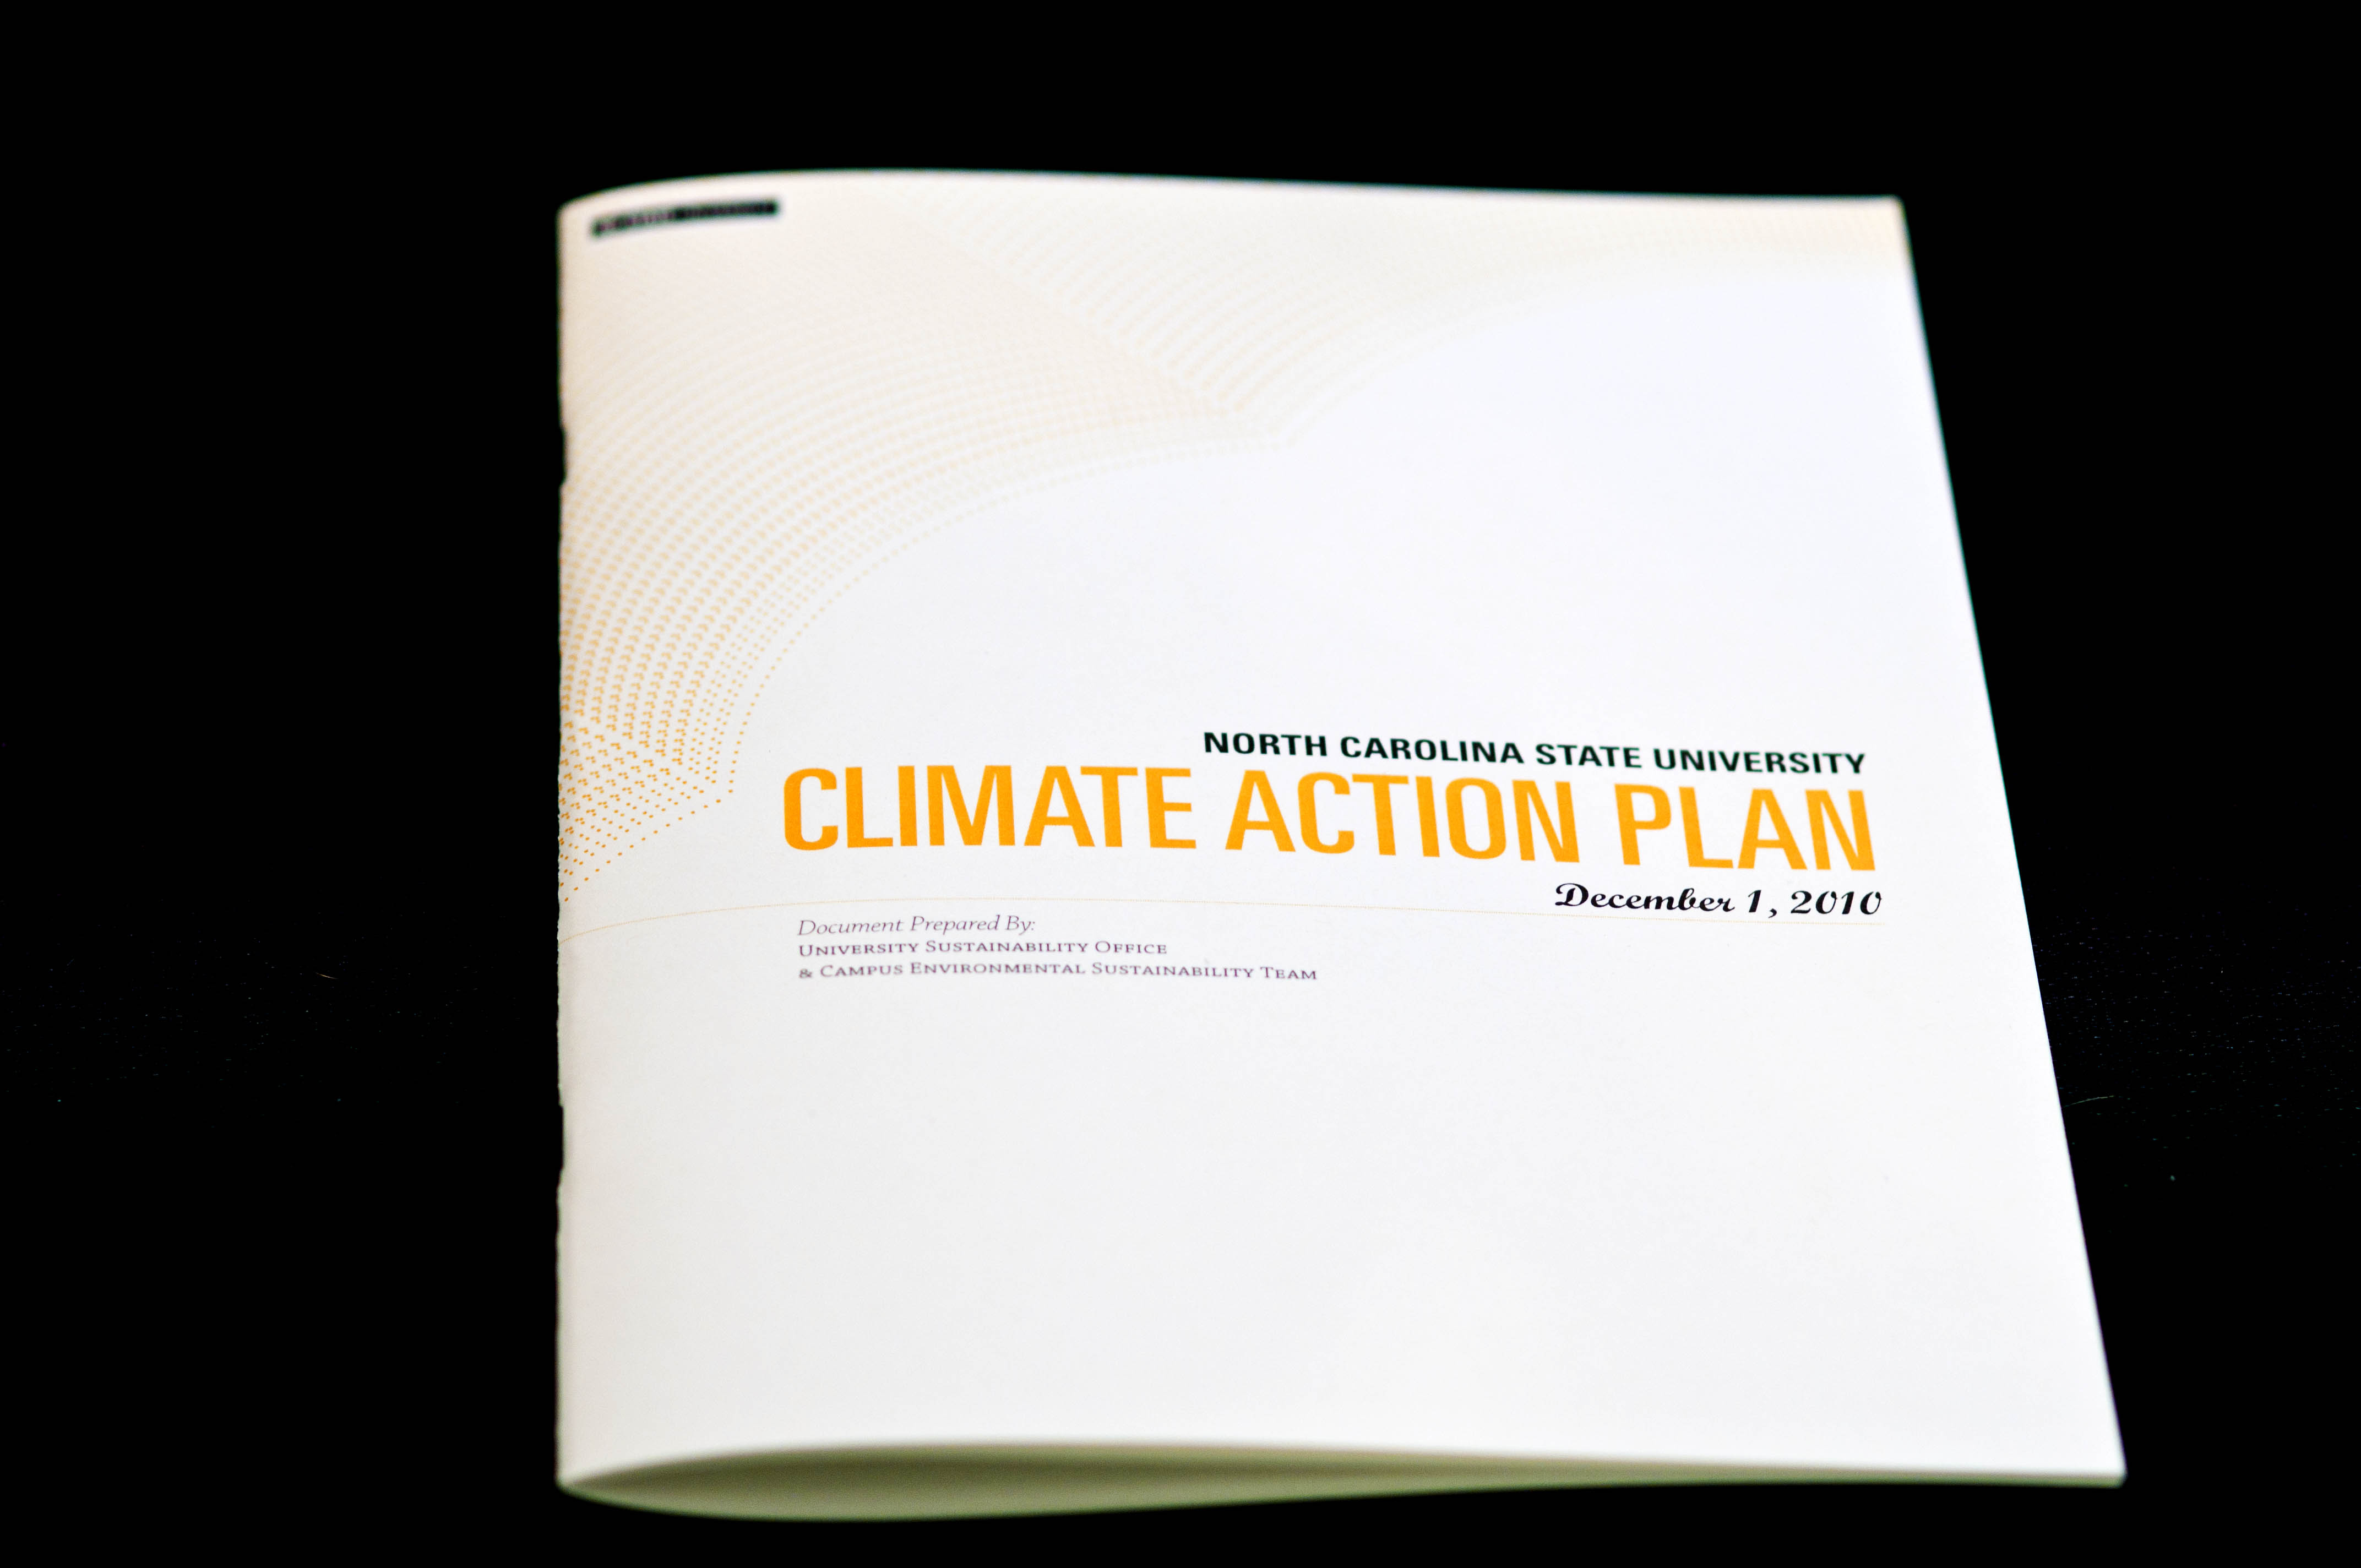 NORTH CAROLINA STATE UNIVERSITY
CLIMATE ACTION PLAN
December 1, 2010
Document Prepared By:
UNIVERSITY SUSTAINABILITY OFFICE
& CAMPUS ENVIRONMENTAL SUSTAINABILITY TEAM